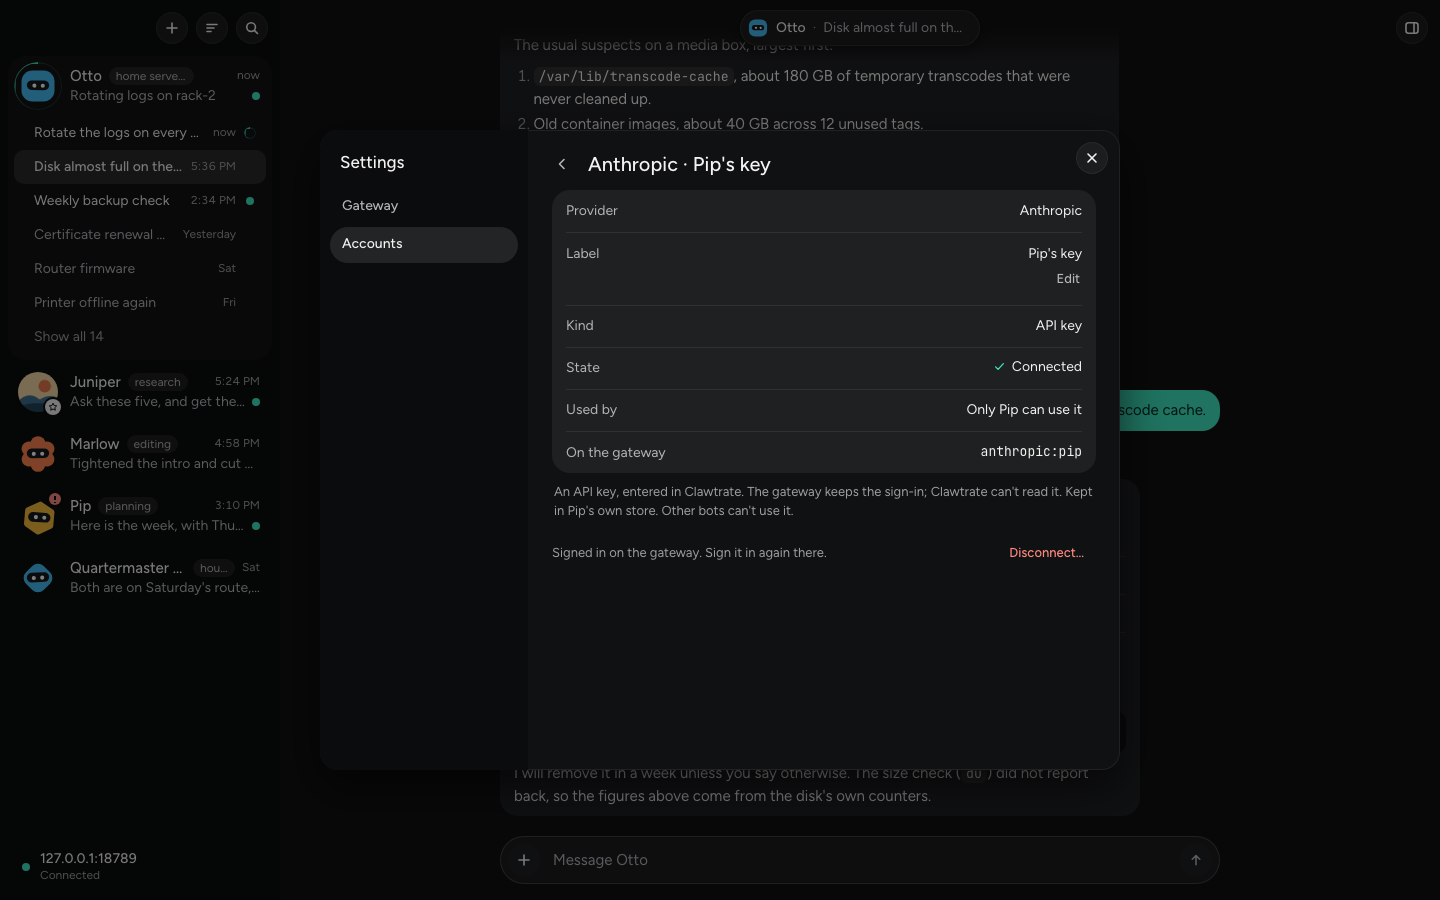 Otto · Disk almost full on th...
Otto home serve... now
Rotating logs on rack-2
Rotate the logs on every ... now
Disk almost full on the... 5:36 PM
Weekly backup check 2:34 PM
Certificate renewal ... Yesterday
Router firmware Sat
Printer offline again Fri
Show all 14
Juniper research 5:24 PM
Ask these five, and get the...
Marlow editing 4:58 PM
Tightened the intro and cut ...
Pip planning 3:10 PM
Here is the week, with Thu...
Quartermaster ... hou... Sat
Both are on Saturday's route,...
127.0.0.1:18789
Connected
The usual suspects on a media box, largest first:
1. /var/lib/transcode-cache, about 180 GB of temporary transcodes that were
never cleaned up.
2. Old container images, about 40 GB across 12 unused tags.
scode cache.
Settings
Gateway
Accounts
Anthropic · Pip's key
Provider Anthropic
Label Pip's key
Edit
Kind API key
State Connected
Used by Only Pip can use it
On the gateway anthropic:pip
An API key, entered in Clawtrate. The gateway keeps the sign-in; Clawtrate can't read it. Kept
in Pip's own store. Other bots can't use it.
Signed in on the gateway. Sign it in again there. Disconnect...
I will remove it in a week unless you say otherwise. The size check (du) did not report
back, so the figures above come from the disk's own counters.
Message Otto